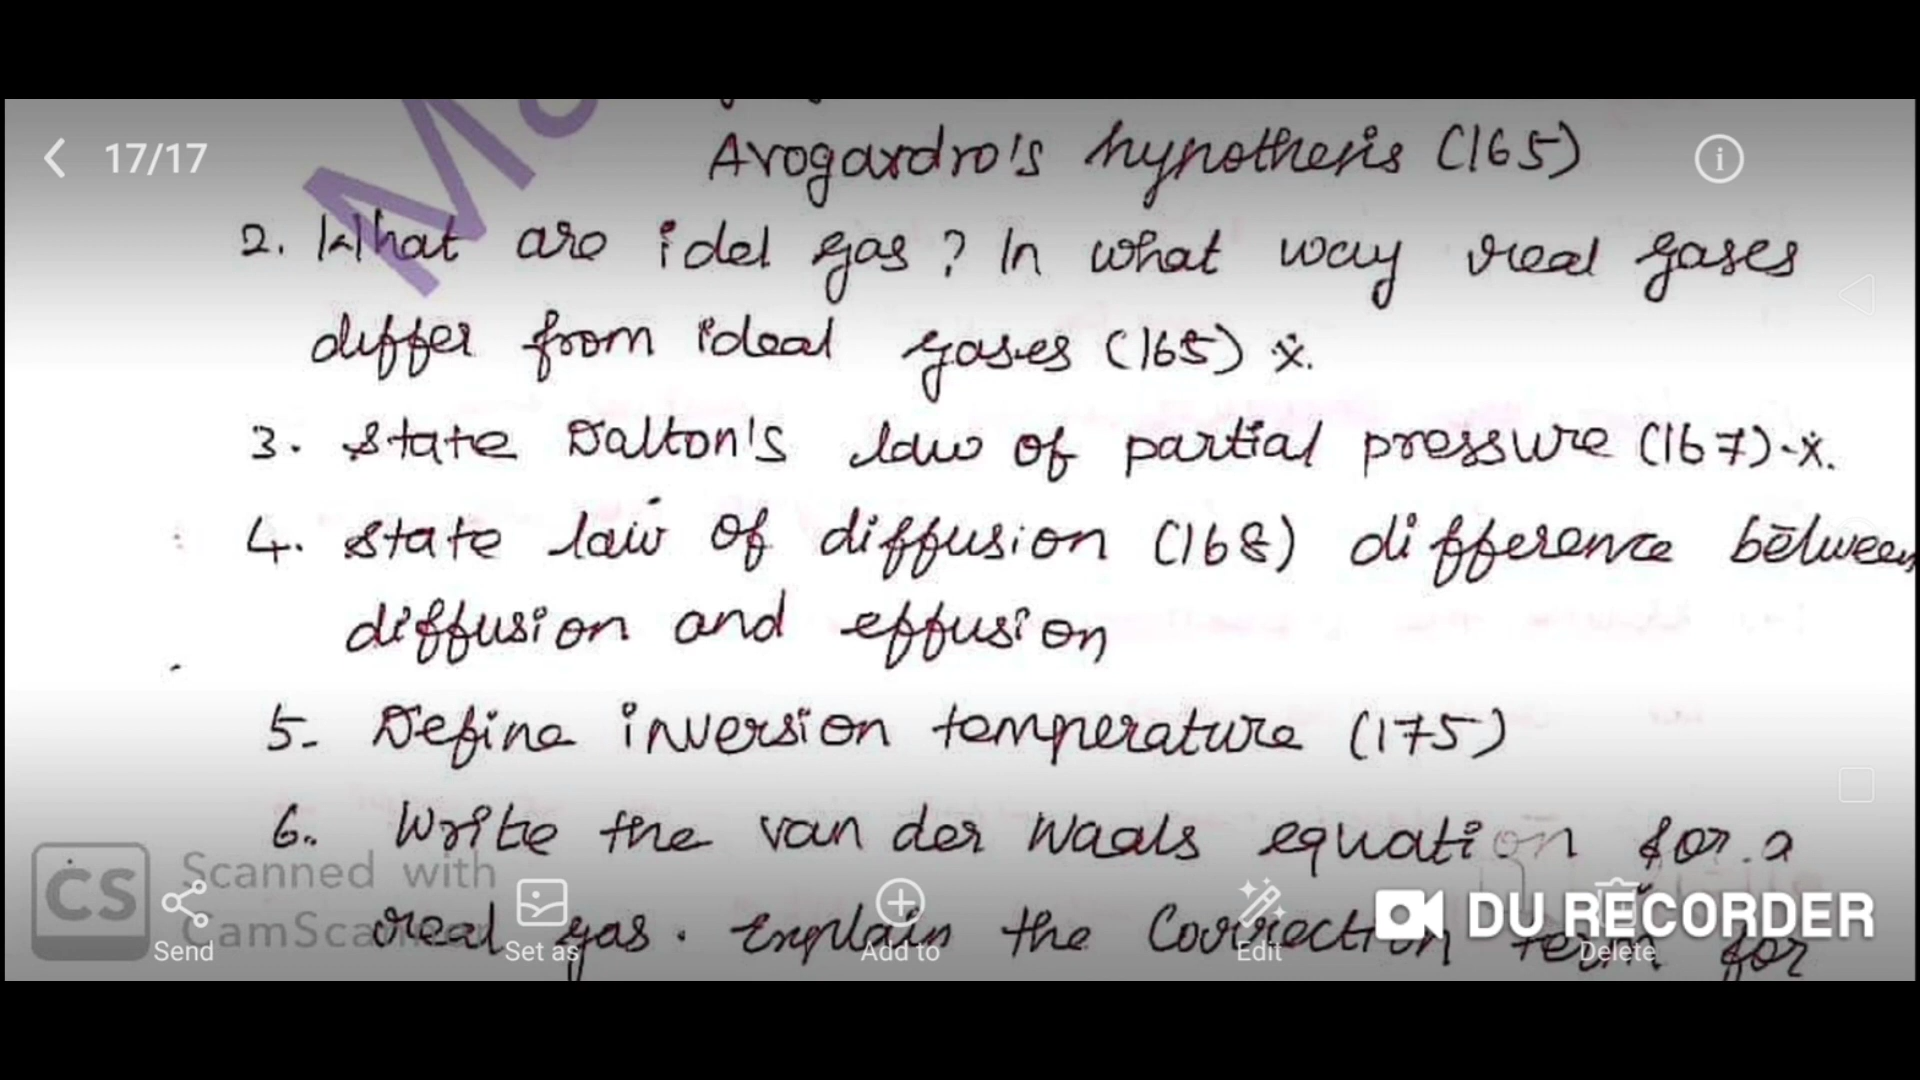 17/17
Avogardro's hypothesis (165)
2. What are idel gas? In what way real gases
differ from ideal gases (165) ※.
3. State Dalton's law of partial pressure (167)-※.
4. State law of diffusion (168) difference between
diffusion and effusion
5. Define inversion temperature (175)
6. Write the van der Waals equation for a
CS Scanned with
CamScanner
real gas. Explain the Correction term for
Send
Set as
Add to
Edit
Delete
DU RECORDER